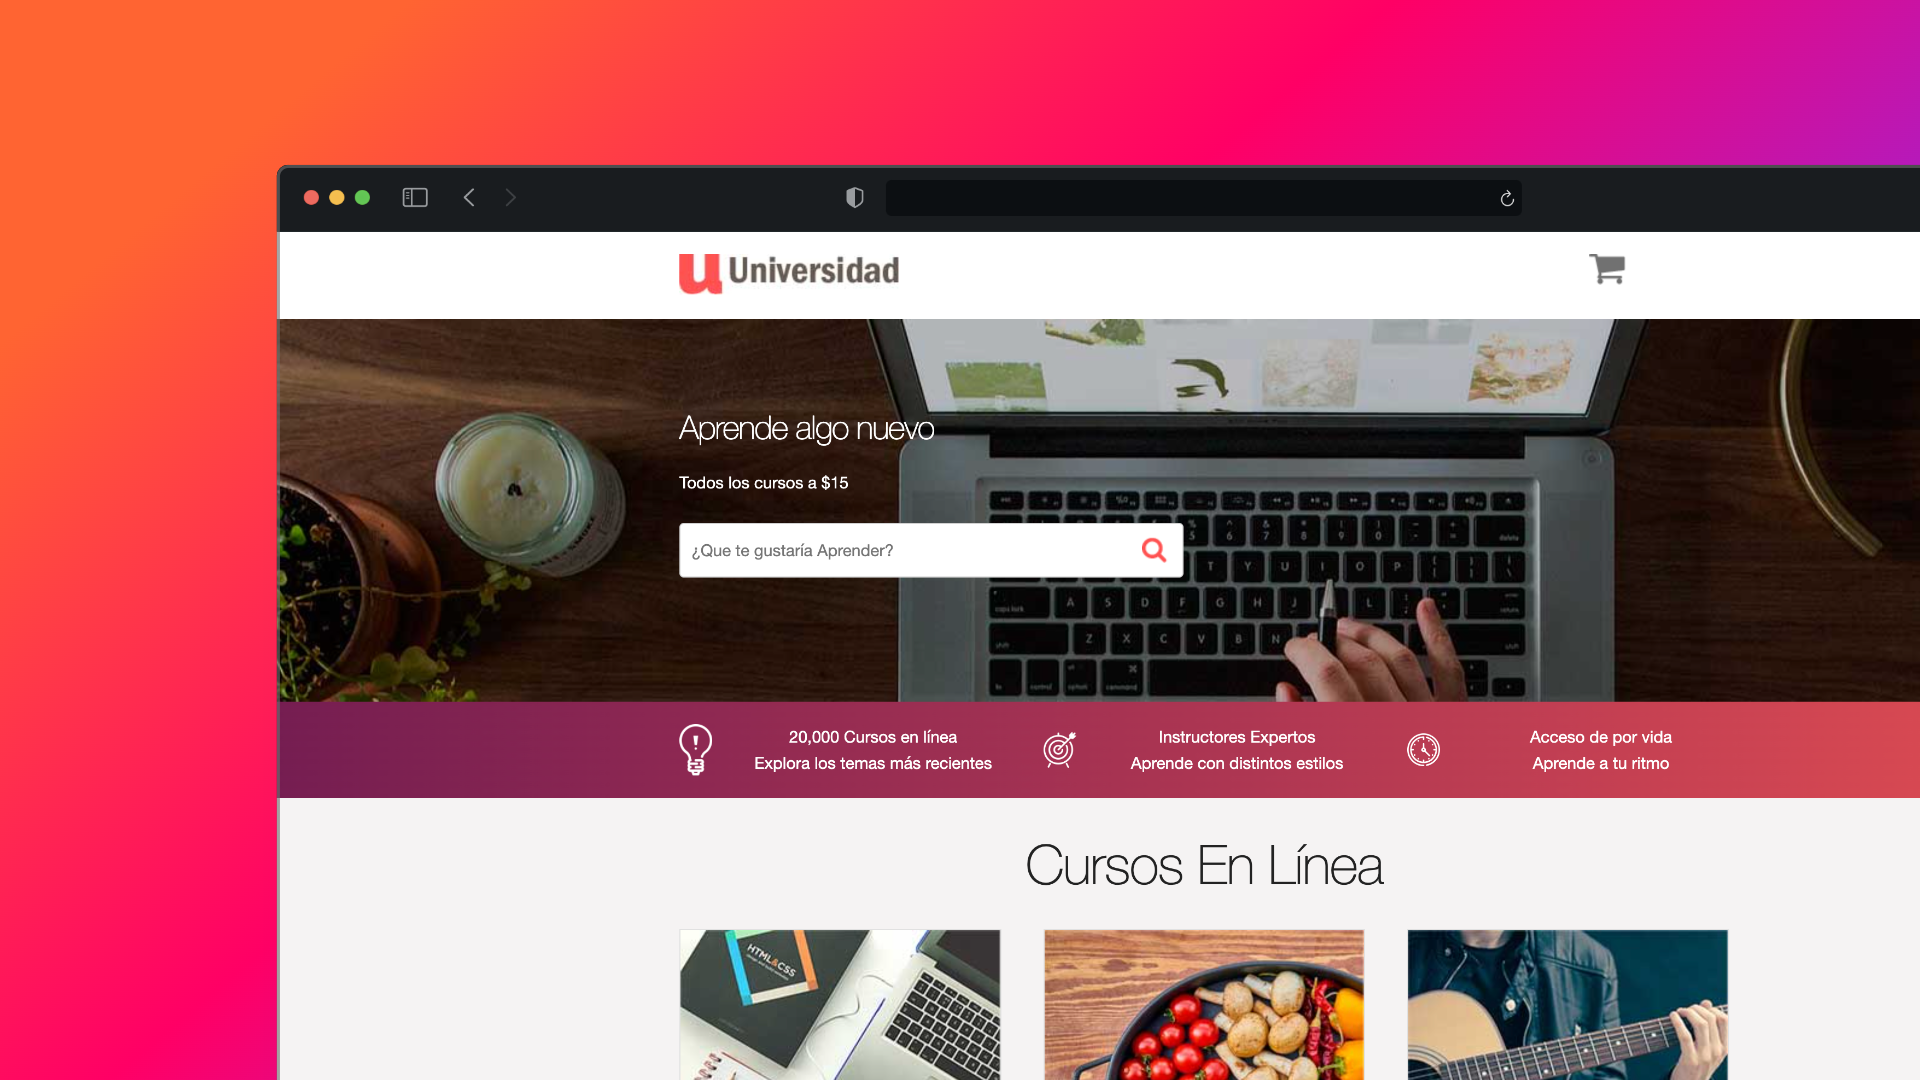 u Universidad
Aprende algo nuevo
Todos los cursos a $15
¿Que te gustaría Aprender?
20,000 Cursos en línea
Explora los temas más recientes
Instructores Expertos
Aprende con distintos estilos
Acceso de por vida
Aprende a tu ritmo
Cursos En Línea
HTML&CSS